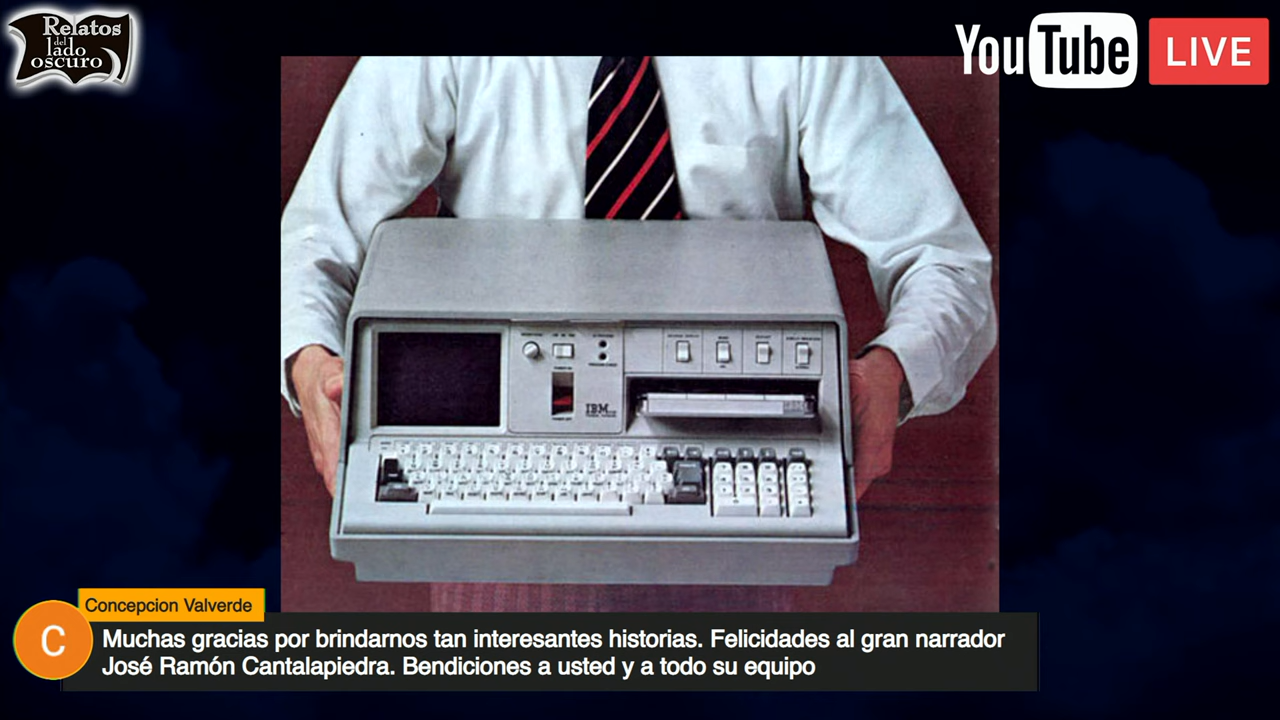 Relatos
del
lado
oscuro
YouTube LIVE
IBM
Concepcion Valverde
C
Muchas gracias por brindarnos tan interesantes historias. Felicidades al gran narrador
José Ramón Cantalapiedra. Bendiciones a usted y a todo su equipo